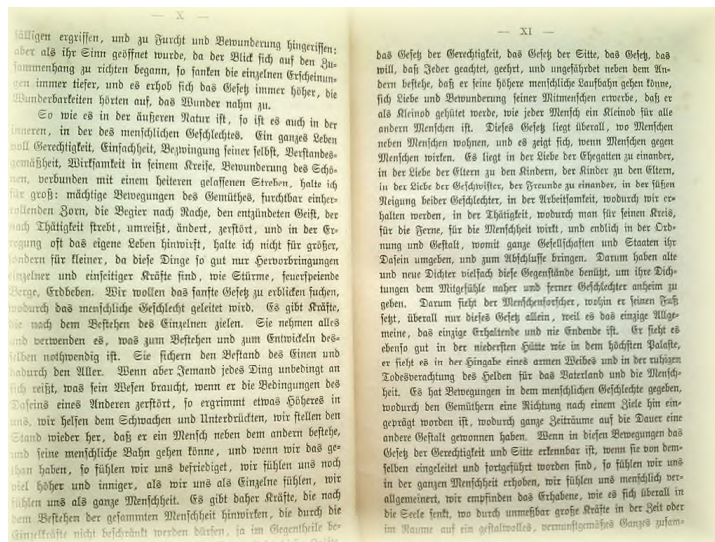 — X —
fälligen ergriffen, und zu Furcht und Bewunderung hingerissen:
aber als ihr Sinn geöffnet wurde, da der Blick sich auf den Zu-
sammenhang zu richten begann, so sanken die einzelnen Erscheinun-
gen immer tiefer, und es erhob sich das Gesetz immer höher, die
Wunderbarkeiten hörten auf, das Wunder nahm zu.
So wie es in der äußeren Natur ist, so ist es auch in der
inneren, in der des menschlichen Geschlechtes. Ein ganzes Leben
voll Gerechtigkeit, Einfachheit, Bezwingung seiner selbst, Verstandes-
gemäßheit, Wirksamkeit in seinem Kreise, Bewunderung des Schö-
nen, verbunden mit einem heiteren gelassenen Streben, halte ich
für groß: mächtige Bewegungen des Gemüthes, furchtbar einher-
rollenden Zorn, die Begier nach Rache, den entzündeten Geist, der
nach Thätigkeit strebt, umreißt, ändert, zerstört, und in der Er-
regung oft das eigene Leben hinwirft, halte ich nicht für größer,
sondern für kleiner, da diese Dinge so gut nur Hervorbringungen
einzelner und einseitiger Kräfte sind, wie Stürme, feuerspeiende
Berge, Erdbeben. Wir wollen das sanfte Gesetz zu erblicken suchen,
wodurch das menschliche Geschlecht geleitet wird. Es gibt Kräfte,
die nach dem Bestehen des Einzelnen zielen. Sie nehmen alles
und verwenden es, was zum Bestehen und zum Entwickeln des-
selben nothwendig ist. Sie sichern den Bestand des Einen und
dadurch den Aller. Wenn aber Jemand jedes Ding unbedingt an
sich reißt, was sein Wesen braucht, wenn er die Bedingungen des
Daseins eines Anderen zerstört, so ergrimmt etwas Höheres in
uns, wir helfen dem Schwachen und Unterdrückten, wir stellen den
Stand wieder her, daß er ein Mensch neben dem andern bestehe,
und seine menschliche Bahn gehen könne, und wenn wir das ge-
than haben, so fühlen wir uns befriediget, wir fühlen uns noch
viel höher und inniger, als wir uns als Einzelne fühlen, wir
fühlen uns als ganze Menschheit. Es gibt daher Kräfte, die nach
dem Bestehen der gesammten Menschheit hinwirken, die durch die
Einzelkräfte nicht beschränkt werden dürfen, ja im Gegentheile be-
— XI —
das Gesetz der Gerechtigkeit, das Gesetz der Sitte, das Gesetz, das
will, daß Jeder geachtet, geehrt, und ungefährdet neben dem An-
dern bestehe, daß er seine höhere menschliche Laufbahn gehen könne,
sich Liebe und Bewunderung seiner Mitmenschen erwerbe, daß er
als Kleinod gehütet werde, wie jeder Mensch ein Kleinod für alle
andern Menschen ist. Dieses Gesetz liegt überall, wo Menschen
neben Menschen wohnen, und es zeigt sich, wenn Menschen gegen
Menschen wirken. Es liegt in der Liebe der Ehegatten zu einander,
in der Liebe der Eltern zu den Kindern, der Kinder zu den Eltern,
in der Liebe der Geschwister, der Freunde zu einander, in der süßen
Neigung beider Geschlechter, in der Arbeitsamkeit, wodurch wir er-
halten werden, in der Thätigkeit, wodurch man für seinen Kreis,
für die Ferne, für die Menschheit wirkt, und endlich in der Ord-
nung und Gestalt, womit ganze Gesellschaften und Staaten ihr
Dasein umgeben, und zum Abschlusse bringen. Darum haben alte
und neue Dichter vielfach diese Gegenstände benützt, um ihre Dich-
tungen dem Mitgefühle naher und ferner Geschlechter anheim zu
geben. Darum sieht der Menschenforscher, wohin er seinen Fuß
setzt, überall nur dieses Gesetz allein, weil es das einzige Allge-
meine, das einzige Erhaltende und nie Endende ist. Er sieht es
ebenso gut in der niedersten Hütte wie in dem höchsten Palaste,
er sieht es in der Hingabe eines armen Weibes und in der ruhigen
Todesverachtung des Helden für das Vaterland und die Mensch-
heit. Es hat Bewegungen in dem menschlichen Geschlechte gegeben,
wodurch den Gemüthern eine Richtung nach einem Ziele hin ein-
geprägt worden ist, wodurch ganze Zeiträume auf die Dauer eine
andere Gestalt gewonnen haben. Wenn in diesen Bewegungen das
Gesetz der Gerechtigkeit und Sitte erkennbar ist, wenn sie von dem-
selben eingeleitet und fortgeführt worden sind, so fühlen wir uns
in der ganzen Menschheit erhoben, wir fühlen uns menschlich ver-
allgemeinert, wir empfinden das Erhabene, wie es sich überall in
die Seele senkt, wo durch unmeßbar große Kräfte in der Zeit oder
im Raume auf ein gestaltvolles, vernunftgemäßes Ganzes zusam-